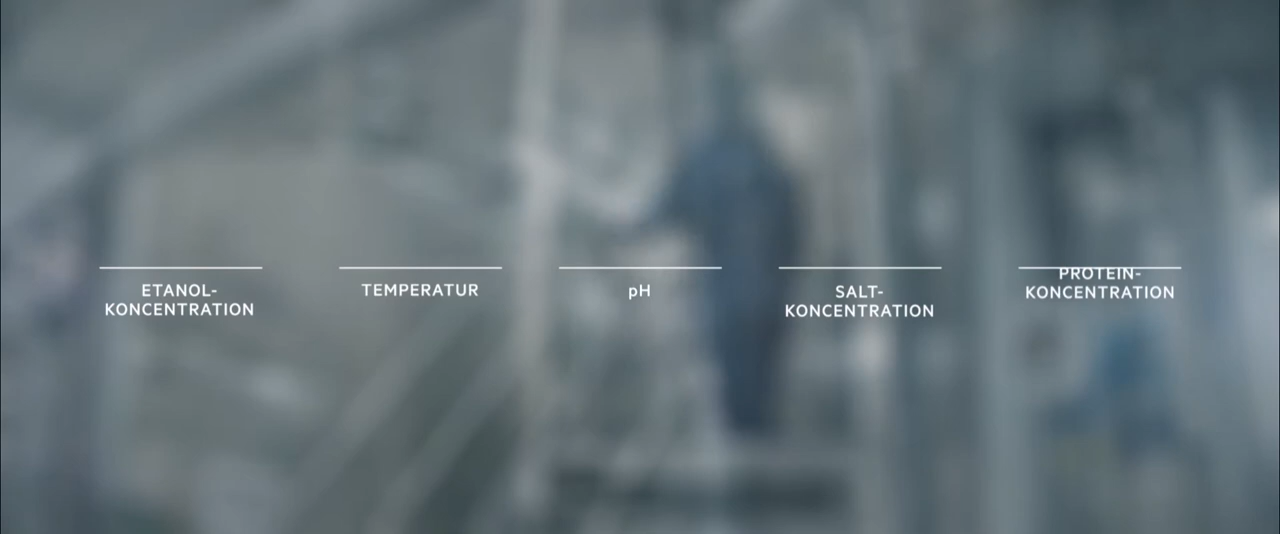 ETANOL-
KONCENTRATION
TEMPERATUR
pH
SALT-
KONCENTRATION
PROTEIN-
KONCENTRATION